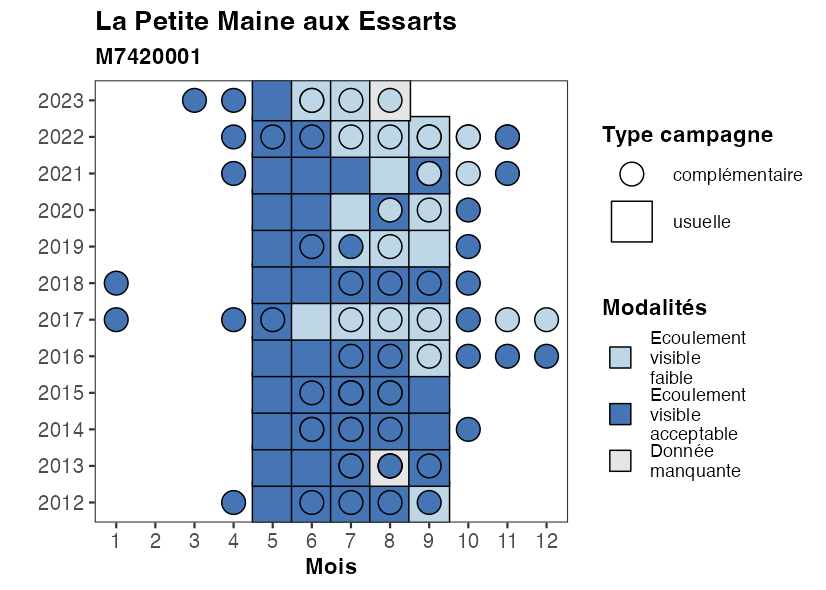 La Petite Maine aux Essarts
M7420001
2023
2022
2021
2020
2019
2018
2017
2016
2015
2014
2013
2012
1 2 3 4 5 6 7 8 9 10 11 12
Mois
Type campagne
complémentaire
usuelle
Modalités
Ecoulement
visible
faible
Ecoulement
visible
acceptable
Donnée
manquante